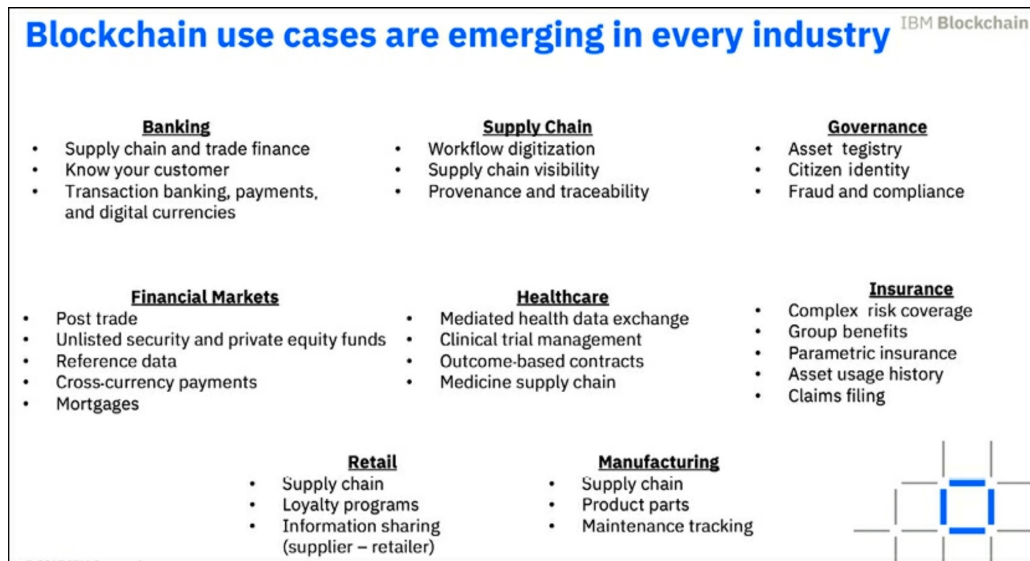 Blockchain use cases are emerging in every industry
IBM Blockchain
Banking
• Supply chain and trade finance
• Know your customer
• Transaction banking, payments,
and digital currencies
Supply Chain
• Workflow digitization
• Supply chain visibility
• Provenance and traceability
Governance
• Asset tegistry
• Citizen identity
• Fraud and compliance
Financial Markets
• Post trade
• Unlisted security and private equity funds
• Reference data
• Cross-currency payments
• Mortgages
Healthcare
• Mediated health data exchange
• Clinical trial management
• Outcome-based contracts
• Medicine supply chain
Insurance
• Complex risk coverage
• Group benefits
• Parametric insurance
• Asset usage history
• Claims filing
Retail
• Supply chain
• Loyalty programs
• Information sharing
(supplier – retailer)
Manufacturing
• Supply chain
• Product parts
• Maintenance tracking